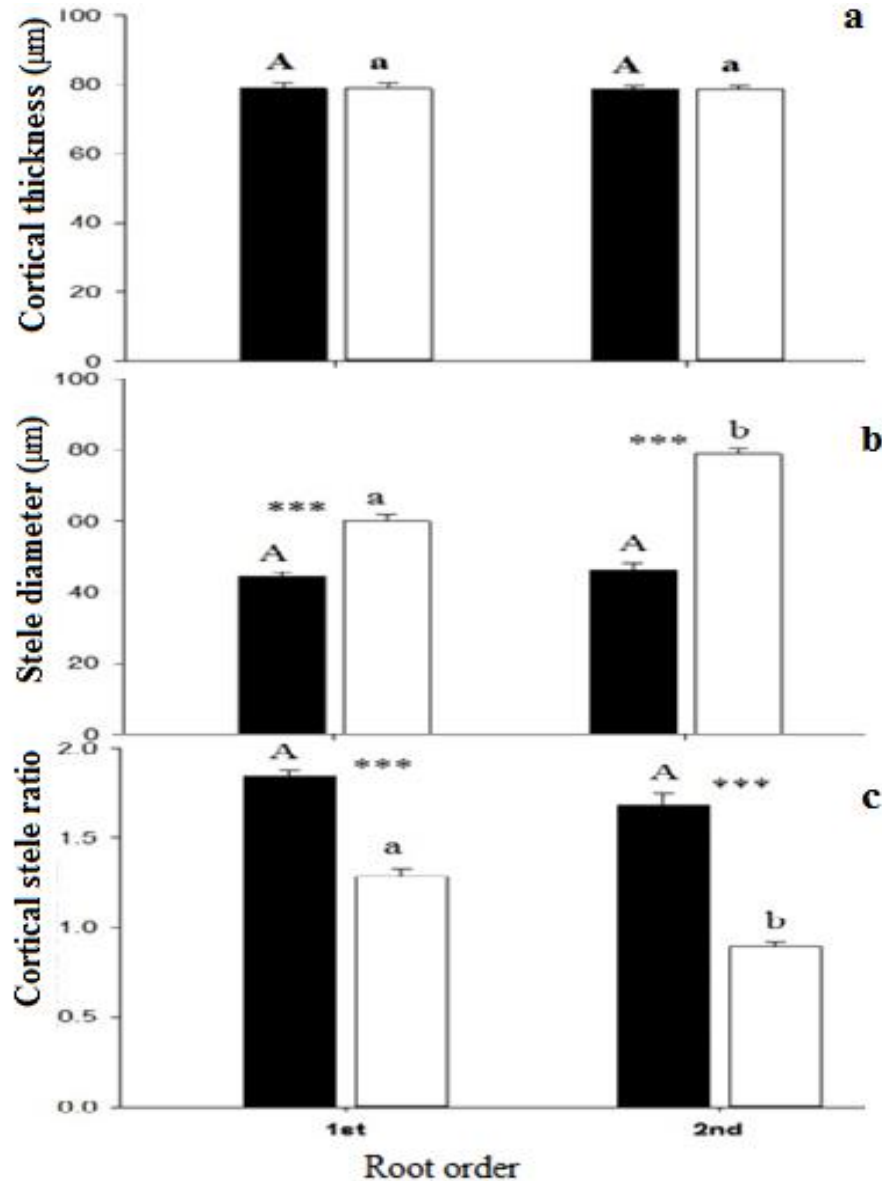 a
Cortical thickness (μm)
100
80
60
40
20
0
A a A a
b
Stele diameter (μm)
100
80
60
40
20
0
*** A a *** A b
c
Cortical stele ratio
2.0
1.5
1.0
0.5
0.0
A *** a A *** b
1st 2nd
Root order